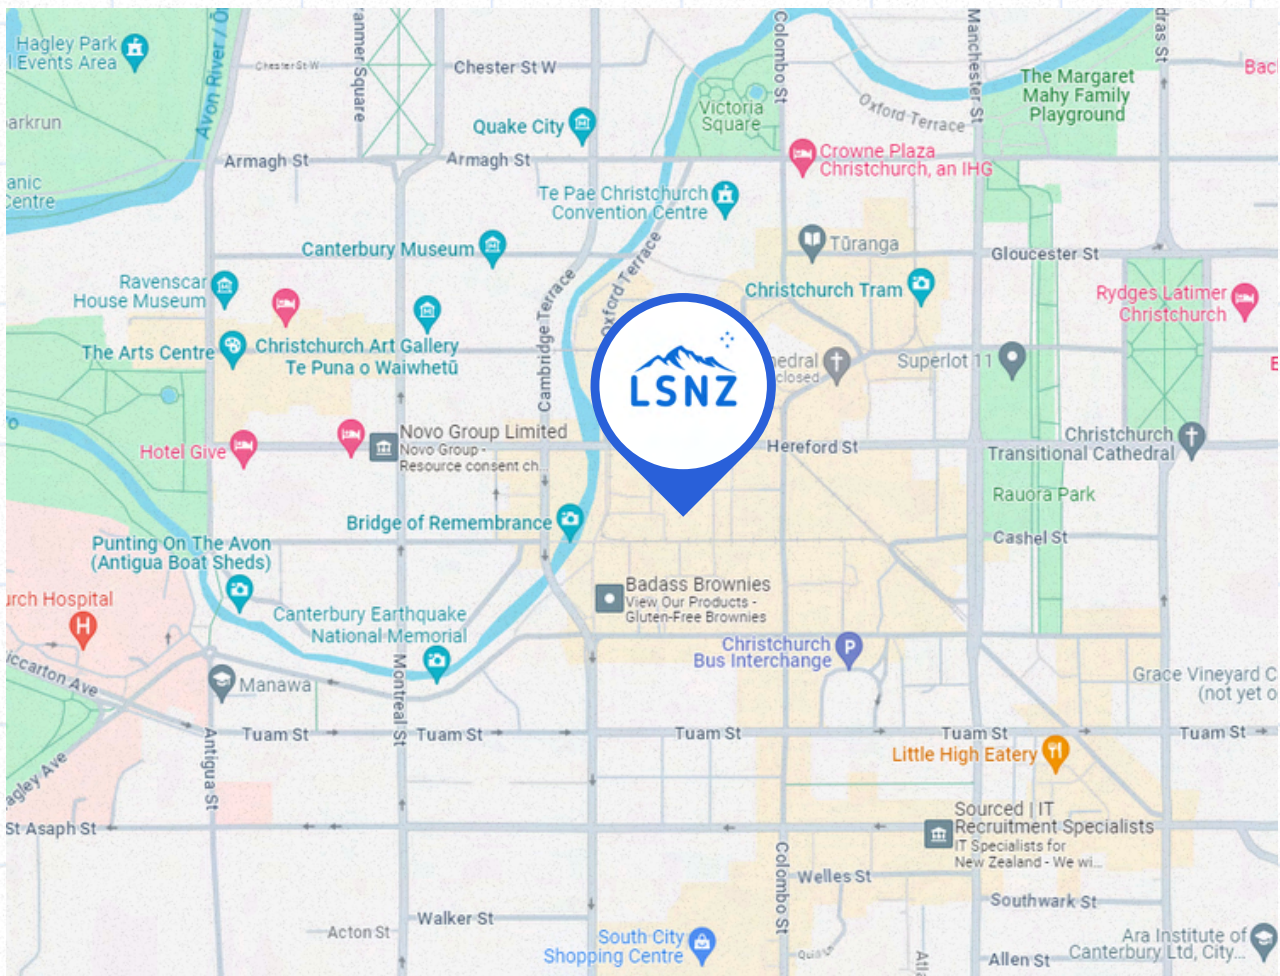 Hagley Park
Events Area
Avon River / Ō
Chester St W
Chester St W
Colombo St
Manchester St
The Margaret
Mahy Family
Playground
Victoria
Square
Oxford Terrace
Quake City
Armagh St
Armagh St
Crowne Plaza
Christchurch, an IHG
Te Pae Christchurch
Convention Centre
Centre
Canterbury Museum
Tūranga
Gloucester St
Ravenscar
House Museum
Oxford Terrace
Cambridge Terrace
Christchurch Tram
Rydges Latimer
Christchurch
The Arts Centre
Christchurch Art Gallery
Te Puna o Waiwhetū
LSNZ
hedral
closed
Superlot 11
Hotel Give
Novo Group Limited
Novo Group -
Resource consent ch...
Hereford St
Christchurch
Transitional Cathedral
Rauora Park
Bridge of Remembrance
Cashel St
Punting On The Avon
(Antigua Boat Sheds)
Badass Brownies
View Our Products -
Gluten-Free Brownies
urch Hospital
H
Canterbury Earthquake
National Memorial
Christchurch
Bus Interchange
P
iccarton Ave
Manawa
Montreal St
Grace Vineyard C
(not yet o
Antigua St
Tuam St
Tuam St
Tuam St
Tuam St
Tuam St
Little High Eatery
agley Ave
St Asaph St
Sourced | IT
Recruitment Specialists
IT Specialists for
New Zealand - We wi...
Colombo St
Welles St
Southwark St
Walker St
Acton St
South City
Shopping Centre
Allen St
Ara Institute of
Canterbury Ltd, City...